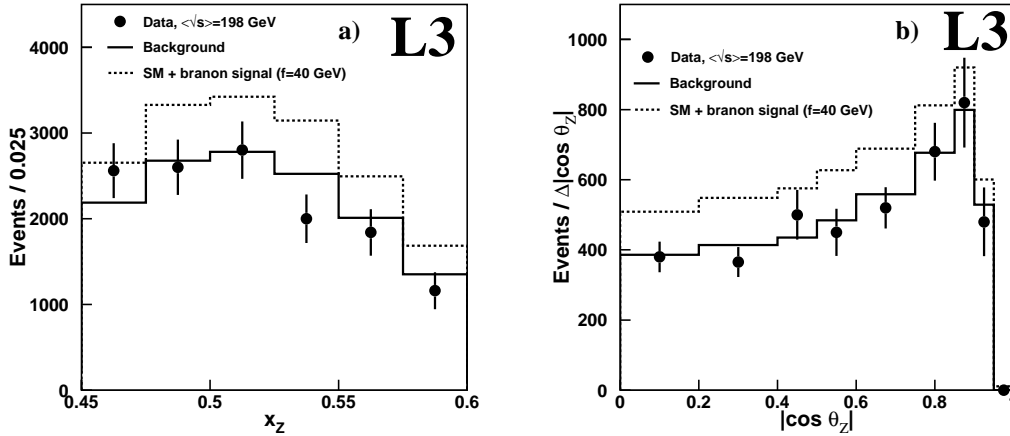 a) L3
Data, <√s>=198 GeV
Background
SM + branon signal (f=40 GeV)
Events / 0.025
4000
3000
2000
1000
0
0.45 0.5 0.55 0.6
x_Z
b) L3
Data, <√s>=198 GeV
Background
SM + branon signal (f=40 GeV)
Events / Δ|cos θ_Z|
1000
800
600
400
200
0
0 0.2 0.4 0.6 0.8 1
|cos θ_Z|